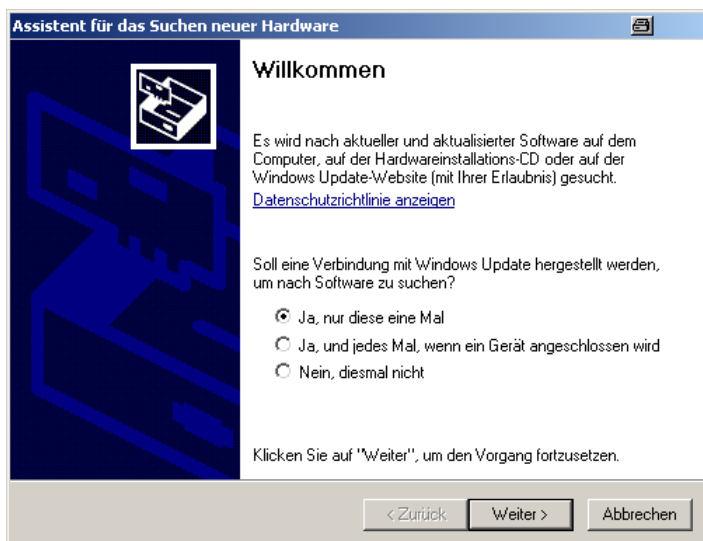 Assistent für das Suchen neuer Hardware
Willkommen
Es wird nach aktueller und aktualisierter Software auf dem
Computer, auf der Hardwareinstallations-CD oder auf der
Windows Update-Website (mit Ihrer Erlaubnis) gesucht.
Datenschutzrichtlinie anzeigen
Soll eine Verbindung mit Windows Update hergestellt werden,
um nach Software zu suchen?
Ja, nur diese eine Mal
Ja, und jedes Mal, wenn ein Gerät angeschlossen wird
Nein, diesmal nicht
Klicken Sie auf "Weiter", um den Vorgang fortzusetzen.
< Zurück Weiter > Abbrechen